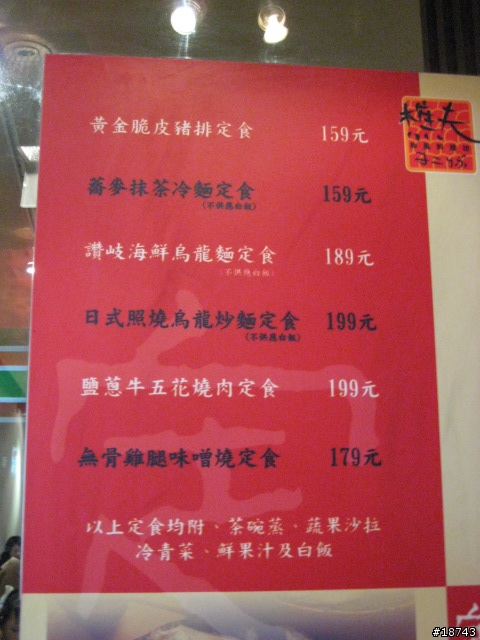 樵夫
黃金脆皮豬排定食 159元
蕎麥抹茶冷麵定食 159元
(不供應白飯)
讚岐海鮮烏龍麵定食 189元
(不供應白飯)
日式照燒烏龍炒麵定食 199元
(不供應白飯)
鹽蔥牛五花燒肉定食 199元
無骨雞腿味噌燒定食 179元
以上定食均附、茶碗蒸、蔬果沙拉
冷青菜、鮮果汁及白飯
定
#18743